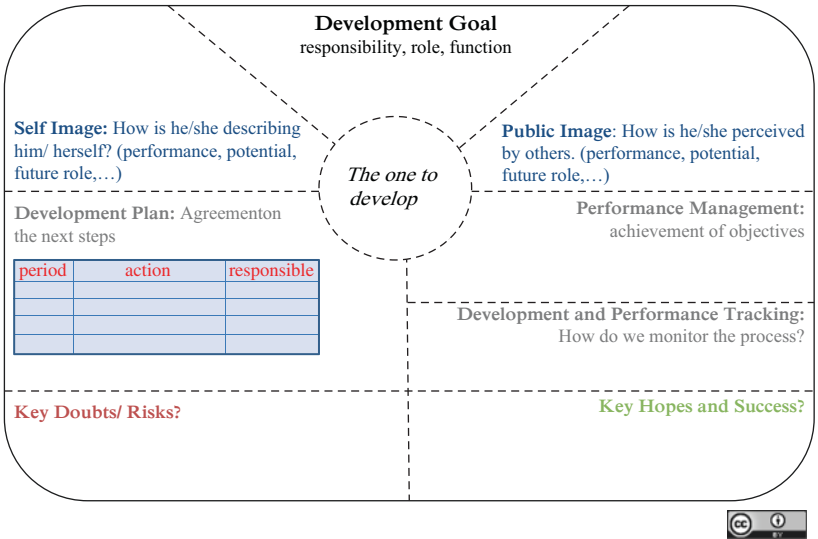 Development Goal
responsibility, role, function
Self Image: How is he/she describing
him/ herself? (performance, potential,
future role,…)
Public Image: How is he/she perceived
by others. (performance, potential,
future role,…)
The one to
develop
Development Plan: Agreementon
the next steps
period action responsible
Performance Management:
achievement of objectives
Development and Performance Tracking:
How do we monitor the process?
Key Doubts/ Risks?
Key Hopes and Success?
cc
BY